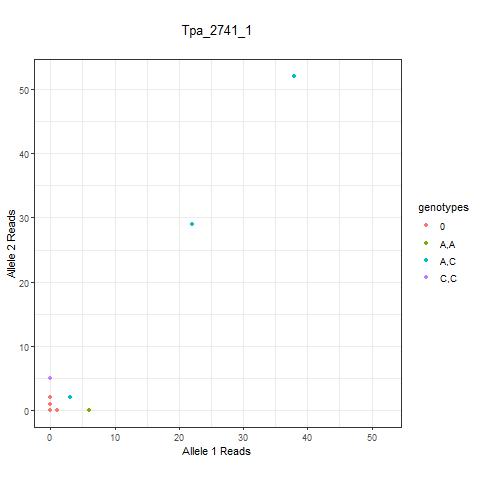 Tpa_2741_1
Allele 2 Reads
50
40
30
20
10
0
0 10 20 30 40 50
Allele 1 Reads
genotypes
0
A,A
A,C
C,C